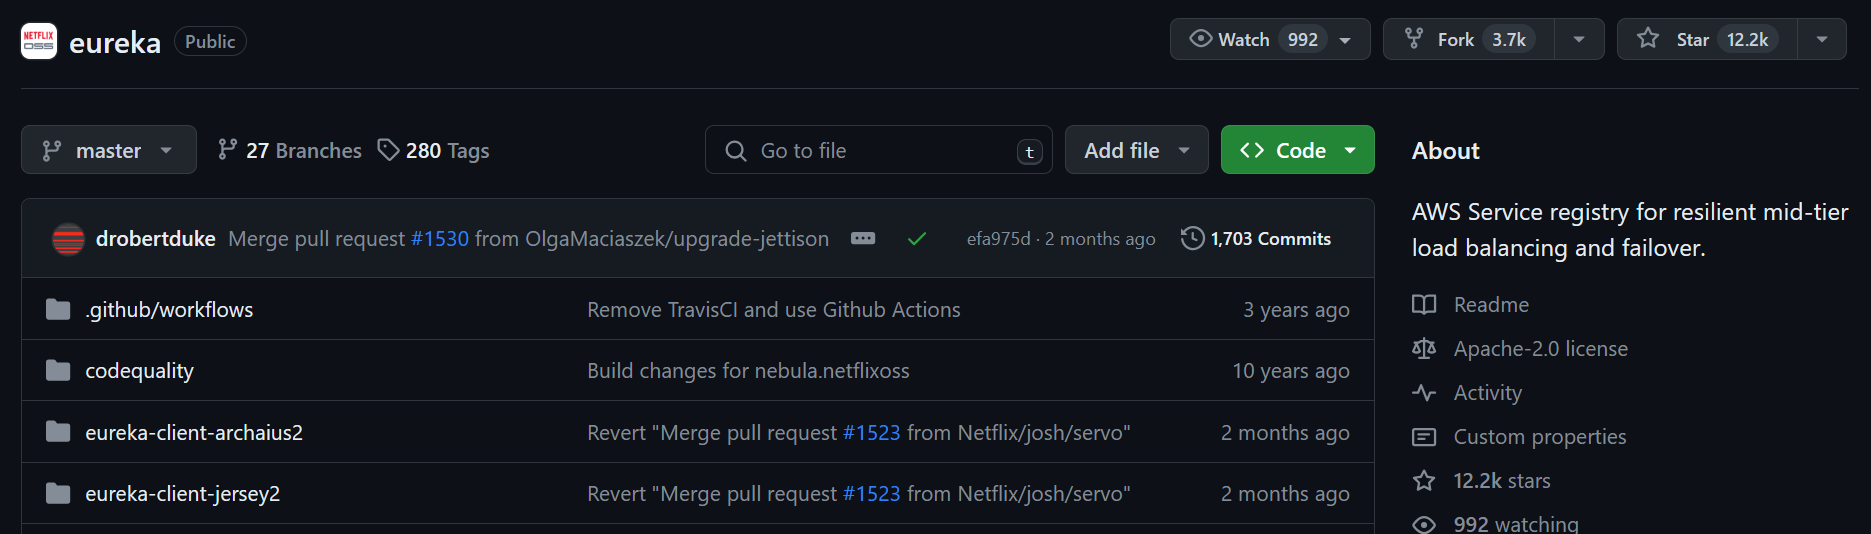 NETFLIX
OSS
eureka Public Watch 992 Fork 3.7k Star 12.2k
master 27 Branches 280 Tags Go to file t Add file Code
drobertduke Merge pull request #1530 from OlgaMaciaszek/upgrade-jettison efa975d · 2 months ago 1,703 Commits
.github/workflows Remove TravisCI and use Github Actions 3 years ago
codequality Build changes for nebula.netflixoss 10 years ago
eureka-client-archaius2 Revert "Merge pull request #1523 from Netflix/josh/servo" 2 months ago
eureka-client-jersey2 Revert "Merge pull request #1523 from Netflix/josh/servo" 2 months ago
About
AWS Service registry for resilient mid-tier
load balancing and failover.
Readme
Apache-2.0 license
Activity
Custom properties
12.2k stars
992 watching